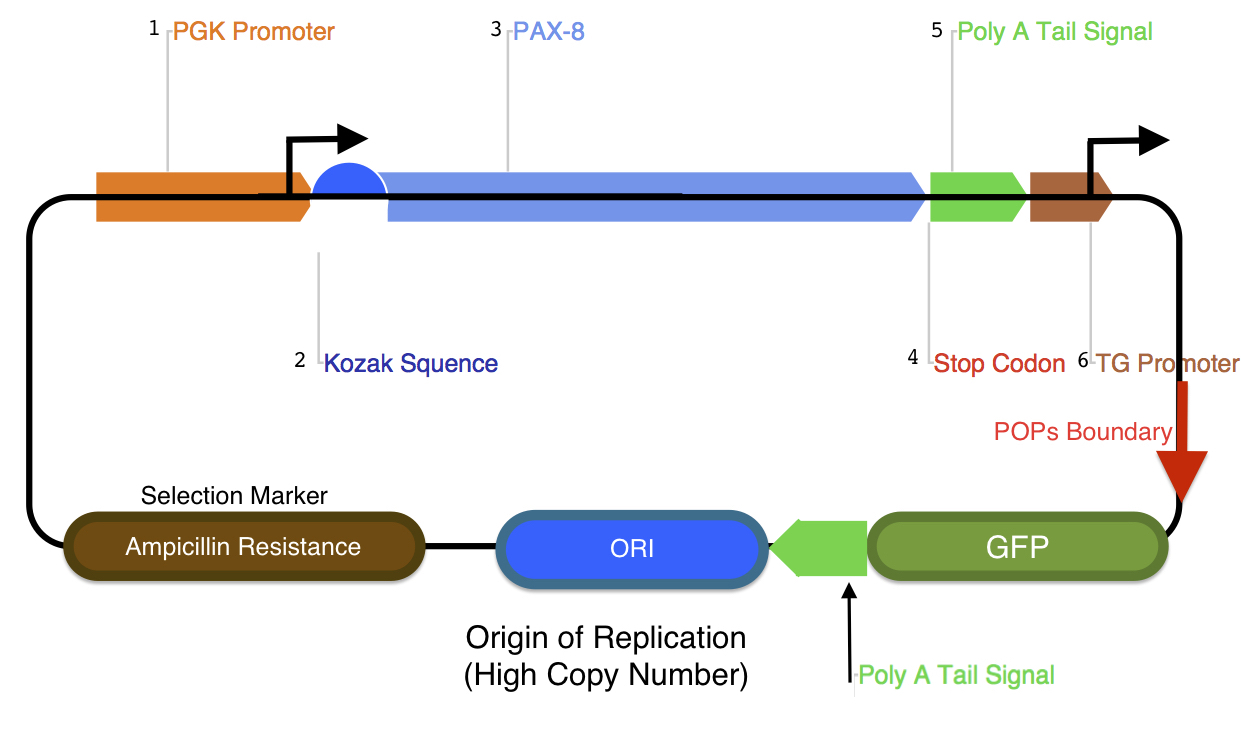 1 PGK Promoter
3 PAX-8
5 Poly A Tail Signal
2 Kozak Squence
4 Stop Codon
6 TG Promoter
POPs Boundary
Selection Marker
Ampicillin Resistance
ORI
GFP
Origin of Replication
(High Copy Number)
Poly A Tail Signal